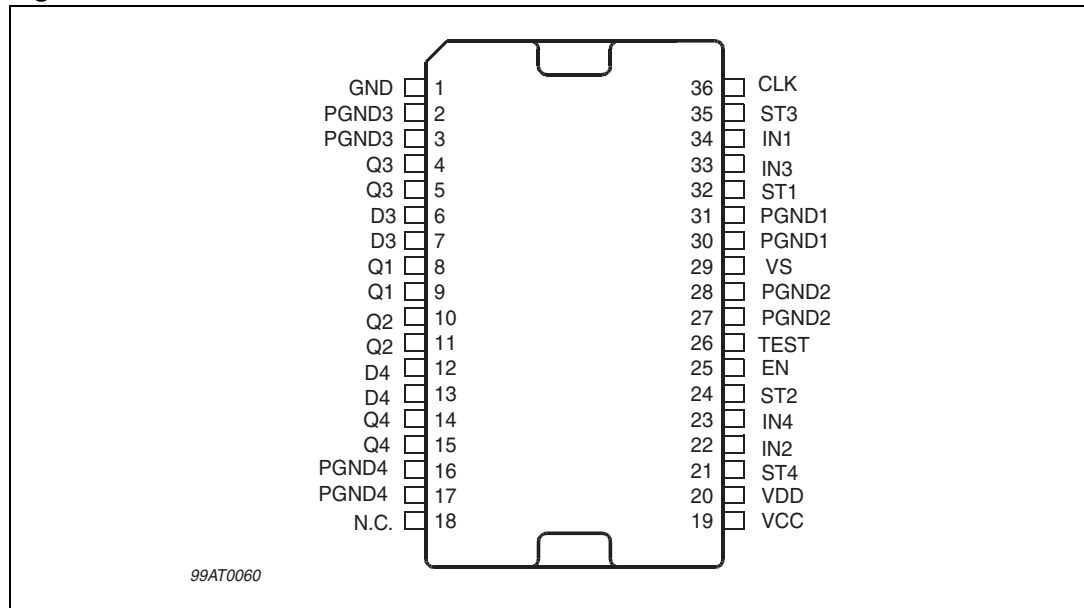 GND 1 36 CLK
PGND3 2 35 ST3
PGND3 3 34 IN1
Q3 4 33 IN3
Q3 5 32 ST1
D3 6 31 PGND1
D3 7 30 PGND1
Q1 8 29 VS
Q1 9 28 PGND2
Q2 10 27 PGND2
Q2 11 26 TEST
D4 12 25 EN
D4 13 24 ST2
Q4 14 23 IN4
Q4 15 22 IN2
PGND4 16 21 ST4
PGND4 17 20 VDD
N.C. 18 19 VCC
99AT0060